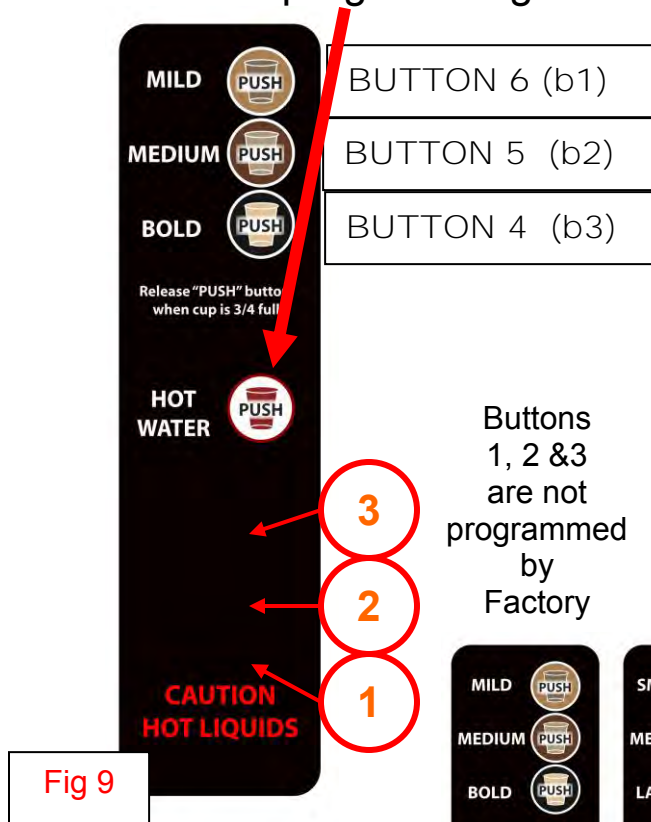 MILD PUSH BUTTON 6 (b1)
MEDIUM PUSH BUTTON 5 (b2)
BOLD PUSH BUTTON 4 (b3)
Release "PUSH"
when cup is 3/4 full
HOT
WATER
PUSH
Buttons
1, 2 &3
are not
programmed
by
Factory
3
2
1
CAUTION
HOT LIQUIDS
Fig 9
MILD PUSH
MEDIUM PUSH
BOLD PUSH